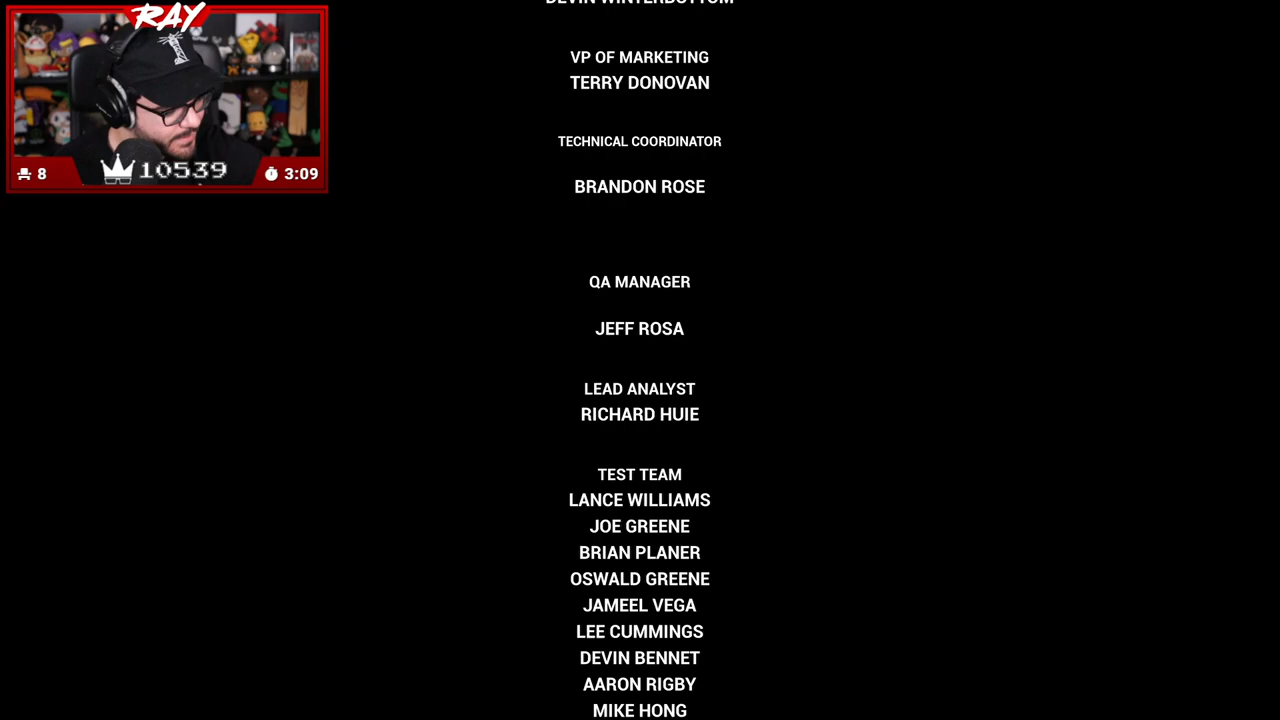 DEVIN WINTERBOTTOM
RAY
8
10539
3:09
VP OF MARKETING
TERRY DONOVAN
TECHNICAL COORDINATOR
BRANDON ROSE
QA MANAGER
JEFF ROSA
LEAD ANALYST
RICHARD HUIE
TEST TEAM
LANCE WILLIAMS
JOE GREENE
BRIAN PLANER
OSWALD GREENE
JAMEEL VEGA
LEE CUMMINGS
DEVIN BENNET
AARON RIGBY
MIKE HONG